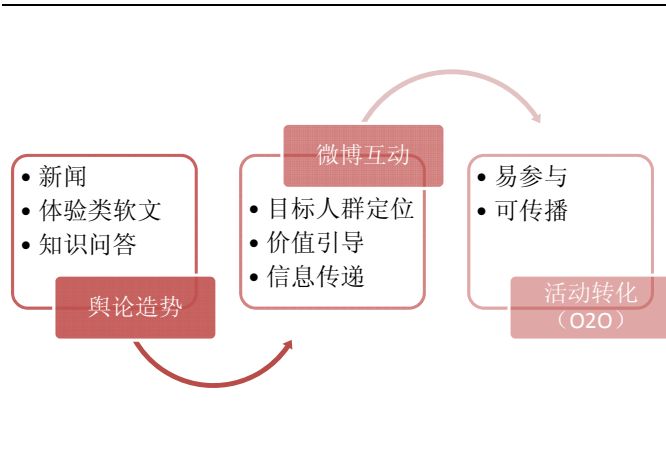 • 新闻
• 体验类软文
• 知识问答
舆论造势
微博互动
• 目标人群定位
• 价值引导
• 信息传递
• 易参与
• 可传播
活动转化
（O2O）